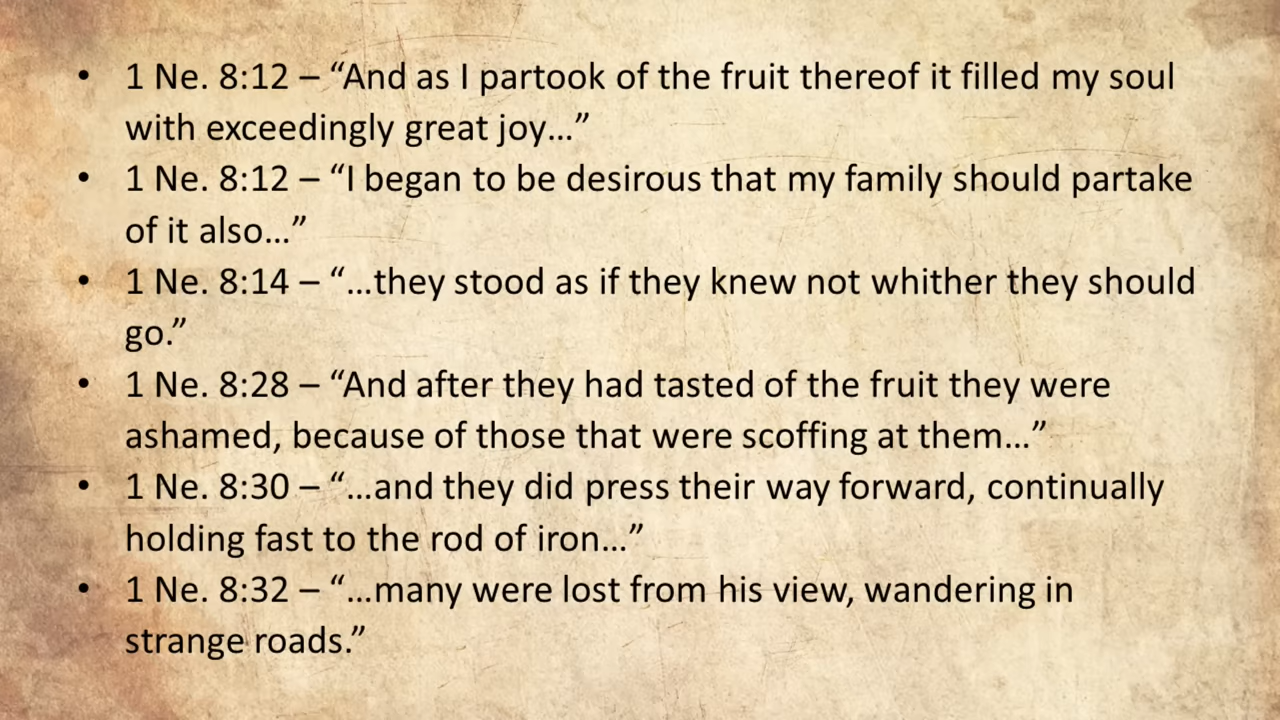 • 1 Ne. 8:12 – “And as I partook of the fruit thereof it filled my soul
with exceedingly great joy…”
• 1 Ne. 8:12 – “I began to be desirous that my family should partake
of it also…”
• 1 Ne. 8:14 – “…they stood as if they knew not whither they should
go.”
• 1 Ne. 8:28 – “And after they had tasted of the fruit they were
ashamed, because of those that were scoffing at them…”
• 1 Ne. 8:30 – “…and they did press their way forward, continually
holding fast to the rod of iron…”
• 1 Ne. 8:32 – “…many were lost from his view, wandering in
strange roads.”